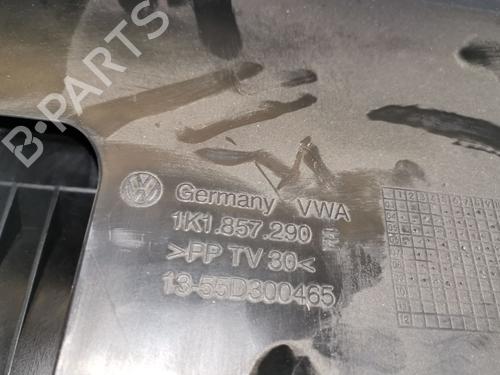 B-PARTS
Germany VWA
1K1.857.290 E
>PP TV 30<
13-55D300465